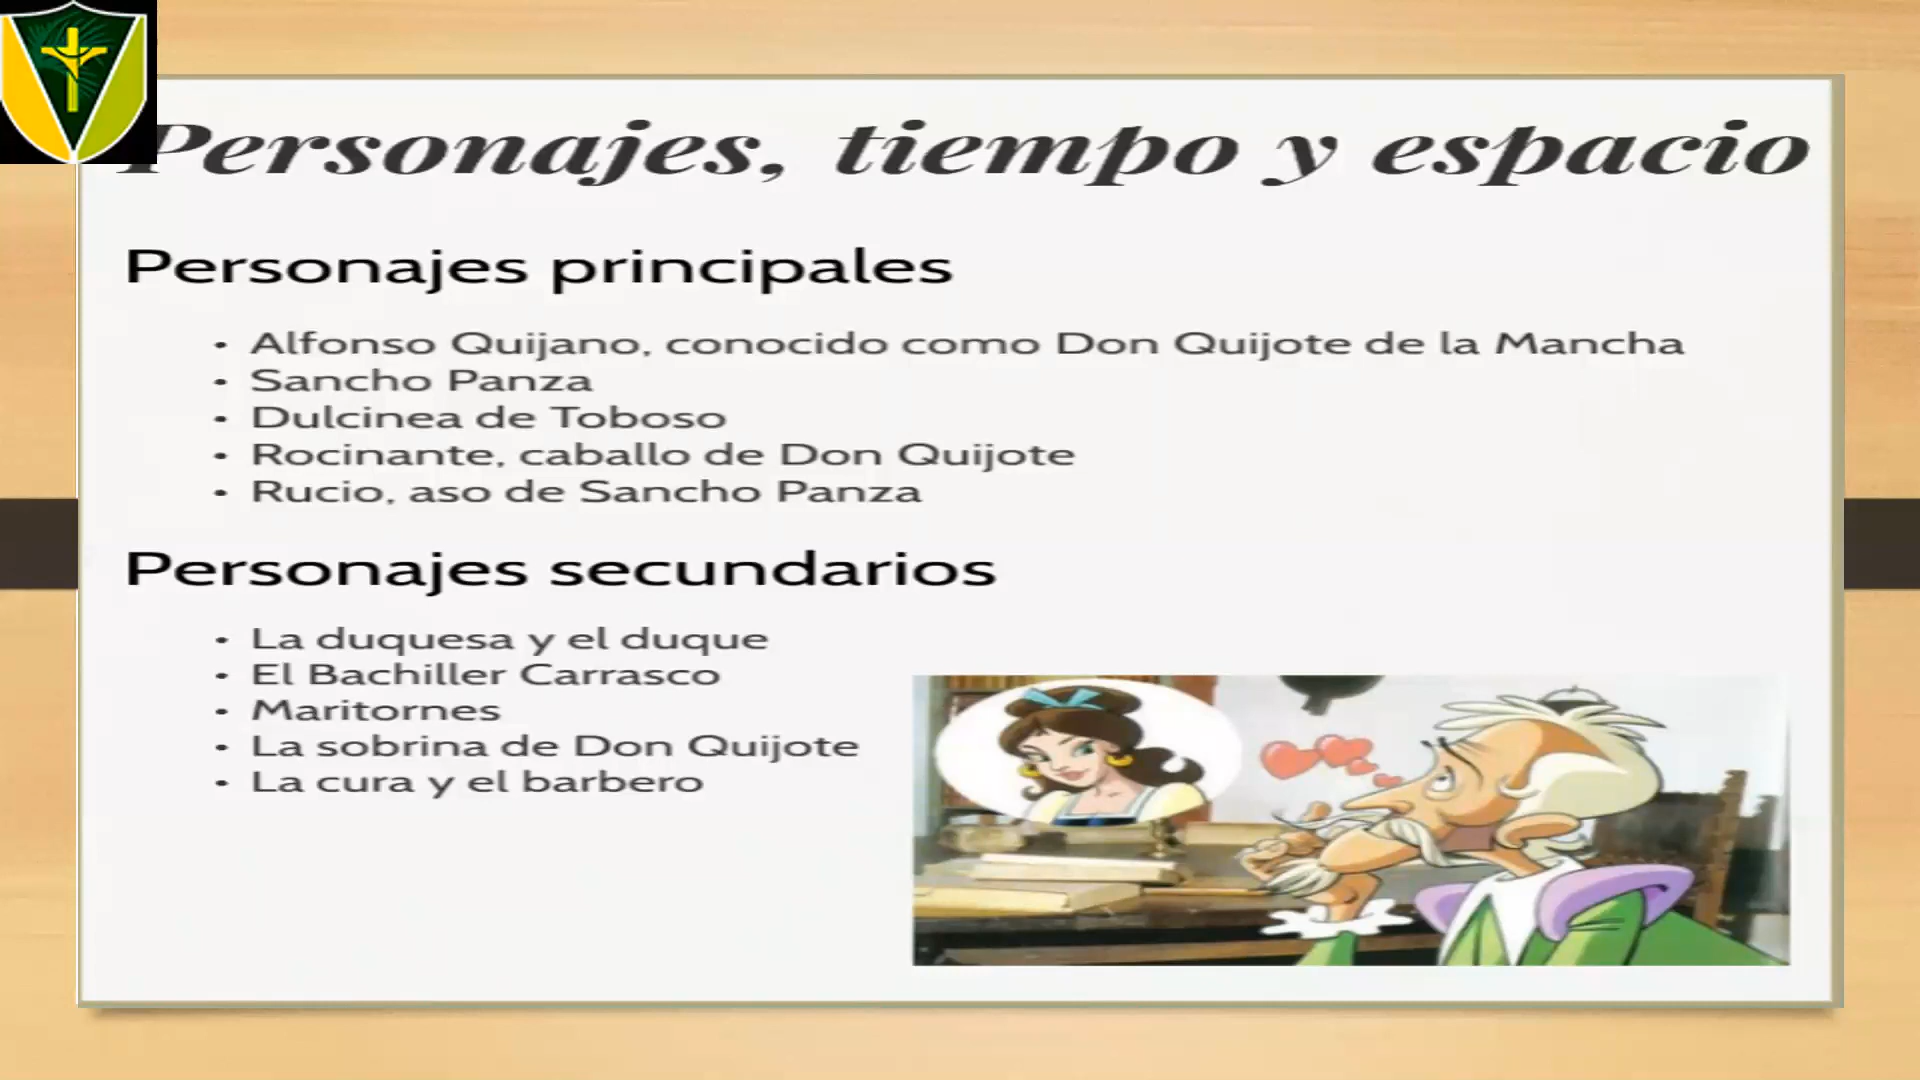 Personajes, tiempo y espacio
Personajes principales
• Alfonso Quijano, conocido como Don Quijote de la Mancha
• Sancho Panza
• Dulcinea de Toboso
• Rocinante, caballo de Don Quijote
• Rucio, aso de Sancho Panza
Personajes secundarios
• La duquesa y el duque
• El Bachiller Carrasco
• Maritornes
• La sobrina de Don Quijote
• La cura y el barbero